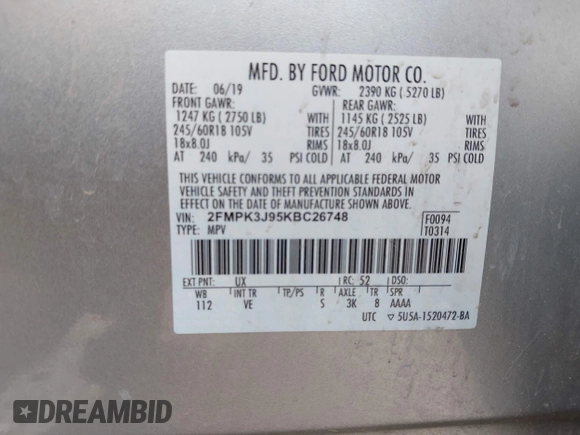 MFD. BY FORD MOTOR CO.
DATE: 06/19 GVWR: 2390 KG ( 5270 LB)
FRONT GAWR: REAR GAWR:
1247 KG ( 2750 LB) WITH 1145 KG ( 2525 LB) WITH
245/60R18 105V TIRES 245/60R18 105V TIRES
18x8.0J RIMS 18x8.0J RIMS
AT 240 kPa/ 35 PSI COLD AT 240 kPa/ 35 PSI COLD
THIS VEHICLE CONFORMS TO ALL APPLICABLE FEDERAL MOTOR
VEHICLE SAFETY AND THEFT PREVENTION STANDARDS IN
EFFECT ON THE DATE OF MANUFACTURE SHOWN ABOVE.
VIN: 2FMPK3J95KBC26748 F0094
TYPE: MPV T0314
EXT PNT: UX RC: 52 DSO:
WB INT TR TP/PS R AXLE TR SPR
112 VE S 3K 8 AAAA
UTC ▽ 5U5A-1520472-BA
DREAMBID